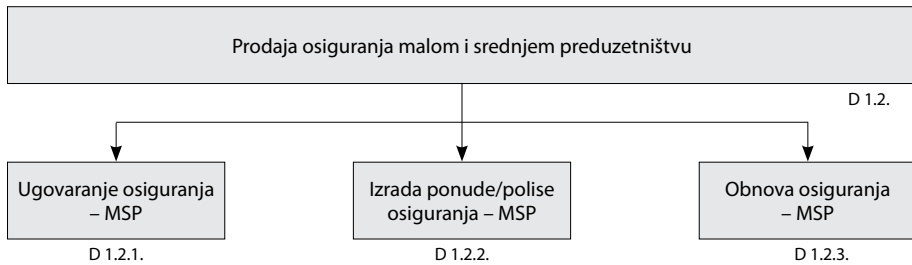 Prodaja osiguranja malom i srednjem preduzetništvu
D 1.2.
Ugovaranje osiguranja
– MSP
D 1.2.1.
Izrada ponude/polise
osiguranja – MSP
D 1.2.2.
Obnova osiguranja
– MSP
D 1.2.3.